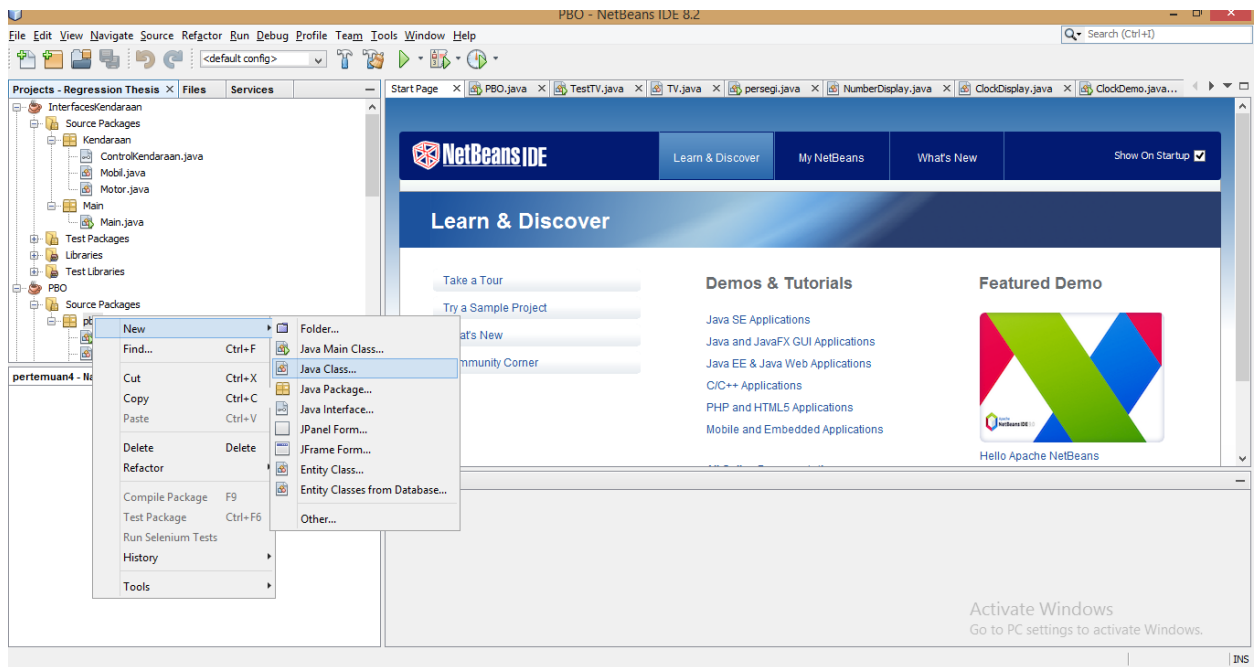 PBO - NetBeans IDE 8.2
File Edit View Navigate Source Refactor Run Debug Profile Team Tools Window Help
Search (Ctrl+I)
<default config>
Projects - Regression Thesis Files Services
Start Page PBO.java TestTV.java TV.java persegi.java NumberDisplay.java ClockDisplay.java ClockDemo.java...
InterfacesKendaraan
Source Packages
Kendaraan
ControlKendaraan.java
Mobil.java
Motor.java
Main
Main.java
Test Packages
Libraries
Test Libraries
PBO
Source Packages
pertemuan4 -
New
Find... Ctrl+F
Cut Ctrl+X
Copy Ctrl+C
Paste Ctrl+V
Delete Delete
Refactor
Compile Package F9
Test Package Ctrl+F6
Run Selenium Tests
History
Tools
Folder...
Java Main Class...
Java Class...
Java Package...
Java Interface...
JPanel Form...
JFrame Form...
Entity Class...
Entity Classes from Database...
Other...
NetBeans IDE
Learn & Discover My NetBeans What's New Show On Startup
Learn & Discover
Take a Tour
Try a Sample Project
New
Corner
Demos & Tutorials
Java SE Applications
Java and JavaFX GUI Applications
Java EE & Java Web Applications
C/C++ Applications
PHP and HTML5 Applications
Mobile and Embedded Applications
Featured Demo
Hello Apache NetBeans
Activate Windows
Go to PC settings to activate Windows.
INS